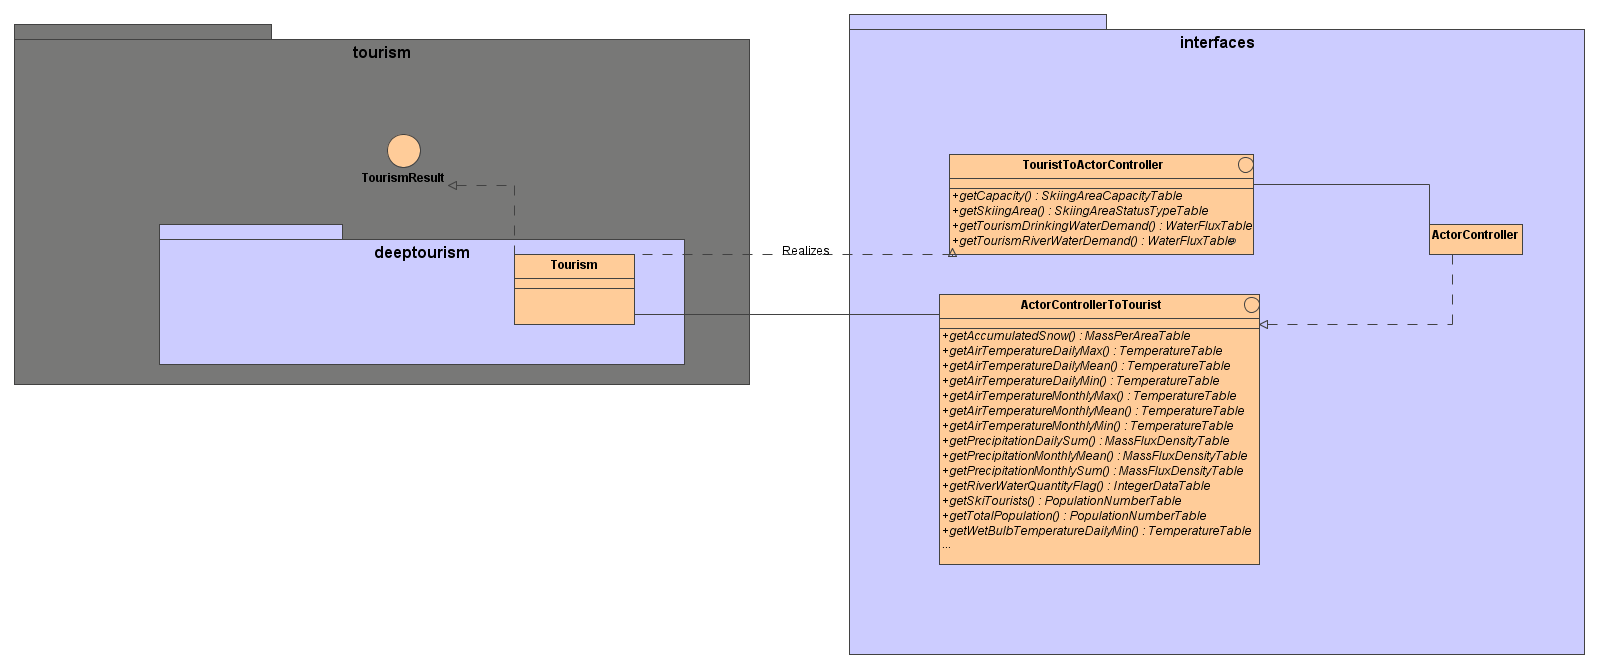 tourism
TourismResult
deeptourism
Tourism
Realizes
interfaces
TouristToActorController
+getCapacity() : SkiingAreaCapacityTable
+getSkiingArea() : SkiingAreaStatusTypeTable
+getTourismDrinkingWaterDemand() : WaterFluxTable
+getTourismRiverWaterDemand() : WaterFluxTable
ActorController
ActorControllerToTourist
+getAccumulatedSnow() : MassPerAreaTable
+getAirTemperatureDailyMax() : TemperatureTable
+getAirTemperatureDailyMean() : TemperatureTable
+getAirTemperatureDailyMin() : TemperatureTable
+getAirTemperatureMonthlyMax() : TemperatureTable
+getAirTemperatureMonthlyMean() : TemperatureTable
+getAirTemperatureMonthlyMin() : TemperatureTable
+getPrecipitationDailySum() : MassFluxDensityTable
+getPrecipitationMonthlyMean() : MassFluxDensityTable
+getPrecipitationMonthlySum() : MassFluxDensityTable
+getRiverWaterQuantityFlag() : IntegerDataTable
+getSkiTourists() : PopulationNumberTable
+getTotalPopulation() : PopulationNumberTable
+getWetBulbTemperatureDailyMin() : TemperatureTable
...